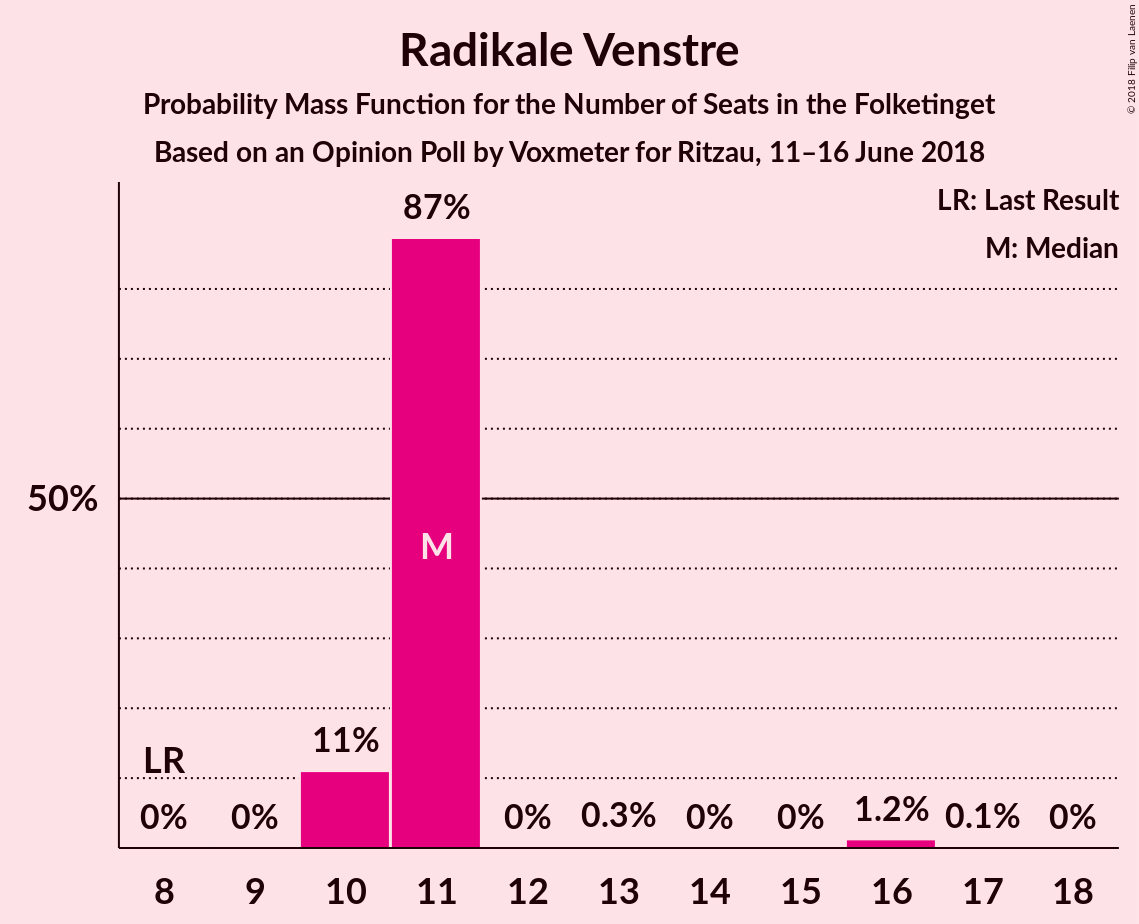 Radikale Venstre
Probability Mass Function for the Number of Seats in the Folketinget
Based on an Opinion Poll by Voxmeter for Ritzau, 11–16 June 2018
© 2018 Filip van Laenen
LR: Last Result
M: Median
87%
50%
M
11%
LR
0% 0% 0% 0.3% 0% 0% 1.2% 0.1% 0%
8 9 10 11 12 13 14 15 16 17 18